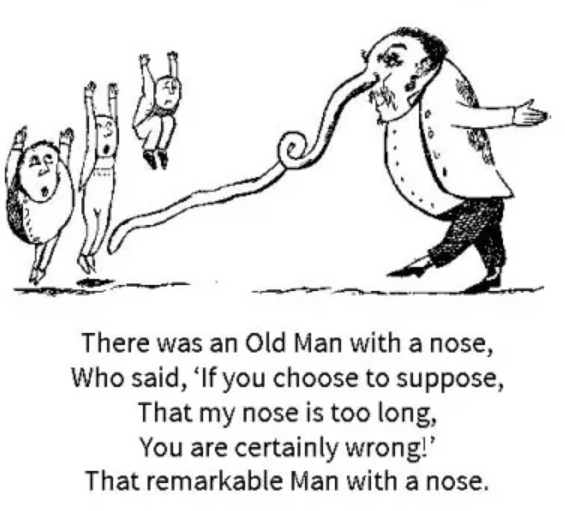 There was an Old Man with a nose,
Who said, ‘If you choose to suppose,
That my nose is too long,
You are certainly wrong!’
That remarkable Man with a nose.